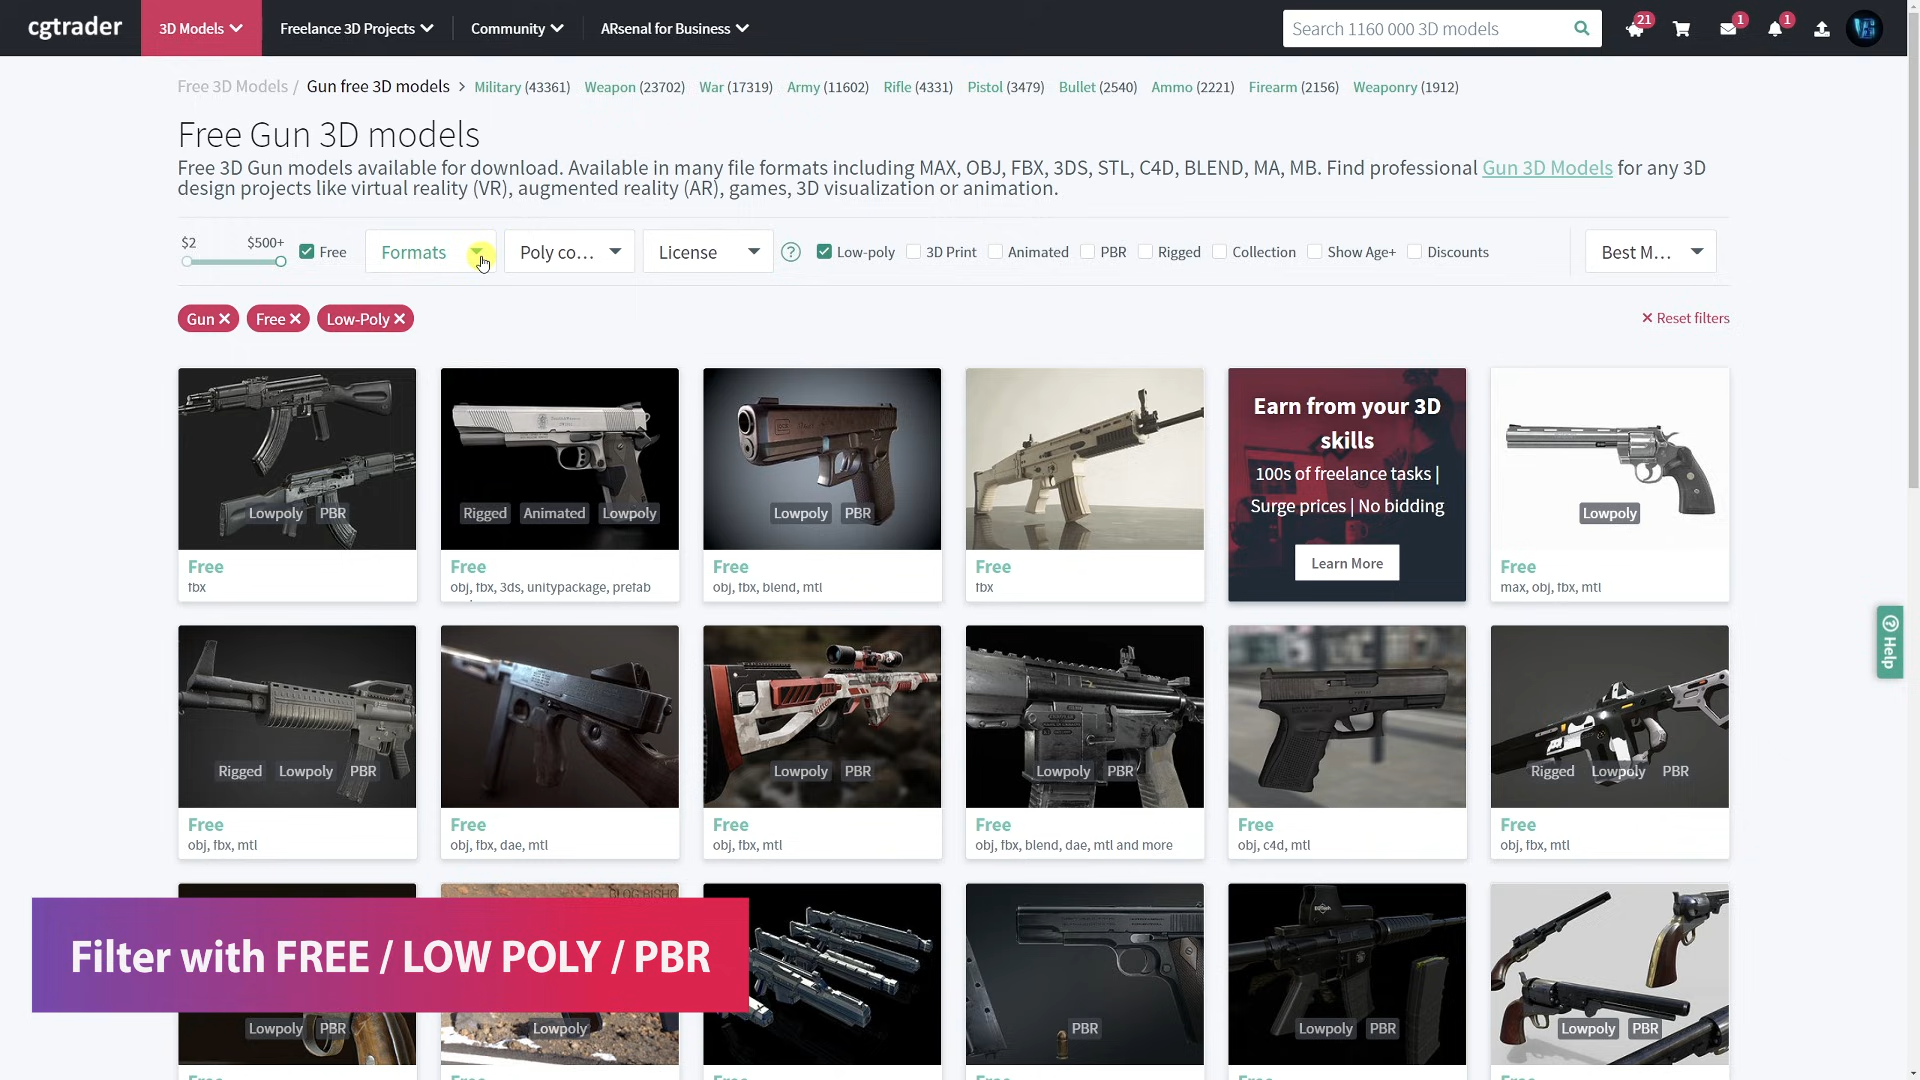 cgtrader
3D Models
Freelance 3D Projects
Community
ARsenal for Business
Search 1160 000 3D models
21
1
1
Free 3D Models / Gun free 3D models > Military (43361) Weapon (23702) War (17319) Army (11602) Rifle (4331) Pistol (3479) Bullet (2540) Ammo (2221) Firearm (2156) Weaponry (1912)
Free Gun 3D models
Free 3D Gun models available for download. Available in many file formats including MAX, OBJ, FBX, 3DS, STL, C4D, BLEND, MA, MB. Find professional Gun 3D Models for any 3D
design projects like virtual reality (VR), augmented reality (AR), games, 3D visualization or animation.
$2 $500+
Free
Formats
Poly co...
License
?
Low-poly
3D Print
Animated
PBR
Rigged
Collection
Show Age+
Discounts
Best M...
Gun × Free × Low-Poly ×
× Reset filters
Lowpoly PBR
Free
fbx
Rigged Animated Lowpoly
Free
obj, fbx, 3ds, unitypackage, prefab
Lowpoly PBR
Free
obj, fbx, blend, mtl
Free
fbx
Earn from your 3D
skills
100s of freelance tasks |
Surge prices | No bidding
Learn More
Lowpoly
Free
max, obj, fbx, mtl
Help
Rigged Lowpoly PBR
Free
obj, fbx, mtl
Free
obj, fbx, dae, mtl
Lowpoly PBR
Free
obj, fbx, mtl
Lowpoly PBR
Free
obj, fbx, blend, dae, mtl and more
Free
obj, c4d, mtl
Rigged Lowpoly PBR
Free
obj, fbx, mtl
Filter with FREE / LOW POLY / PBR
Lowpoly PBR
Lowpoly
PBR
Lowpoly PBR
Lowpoly PBR
Free
Free
Free
Free
Free
Free